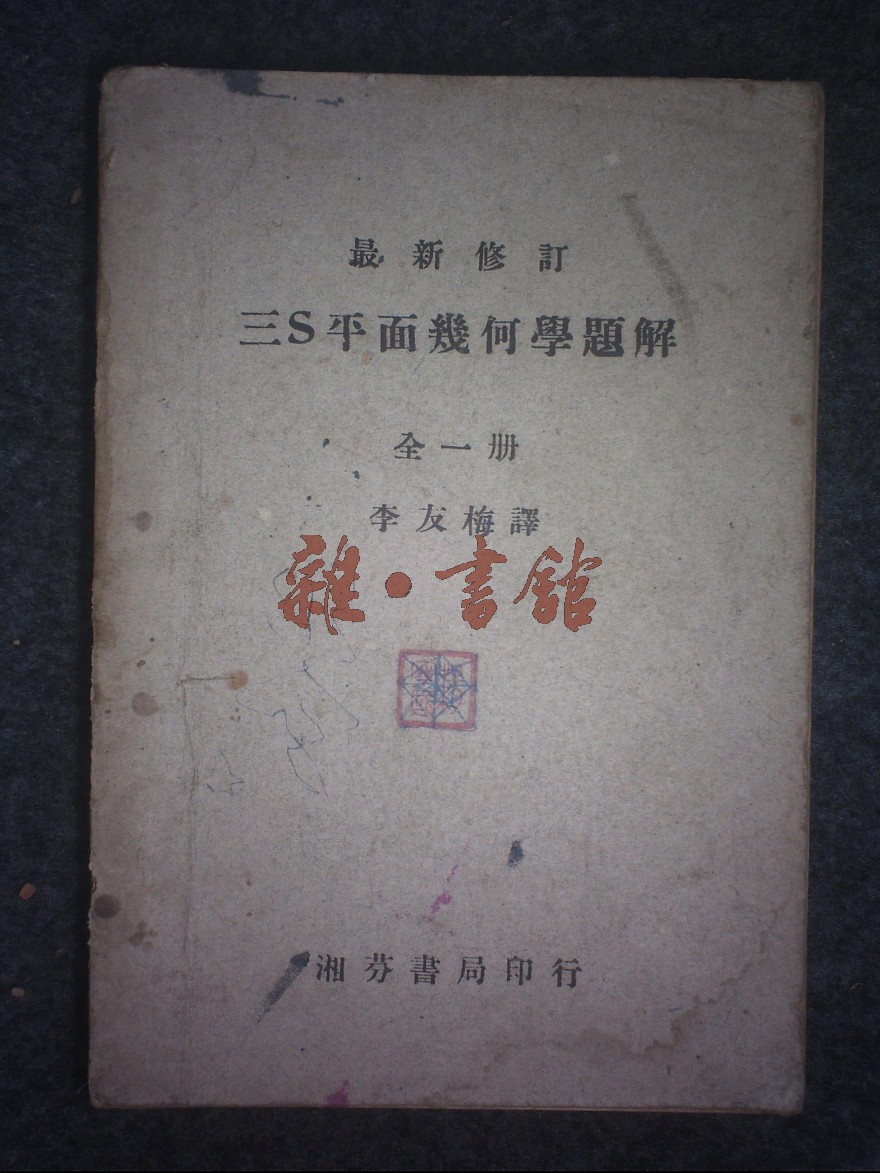 最新修訂
三S平面幾何學題解
全一册
李友梅譯
雜·書館
湘芬書局印行